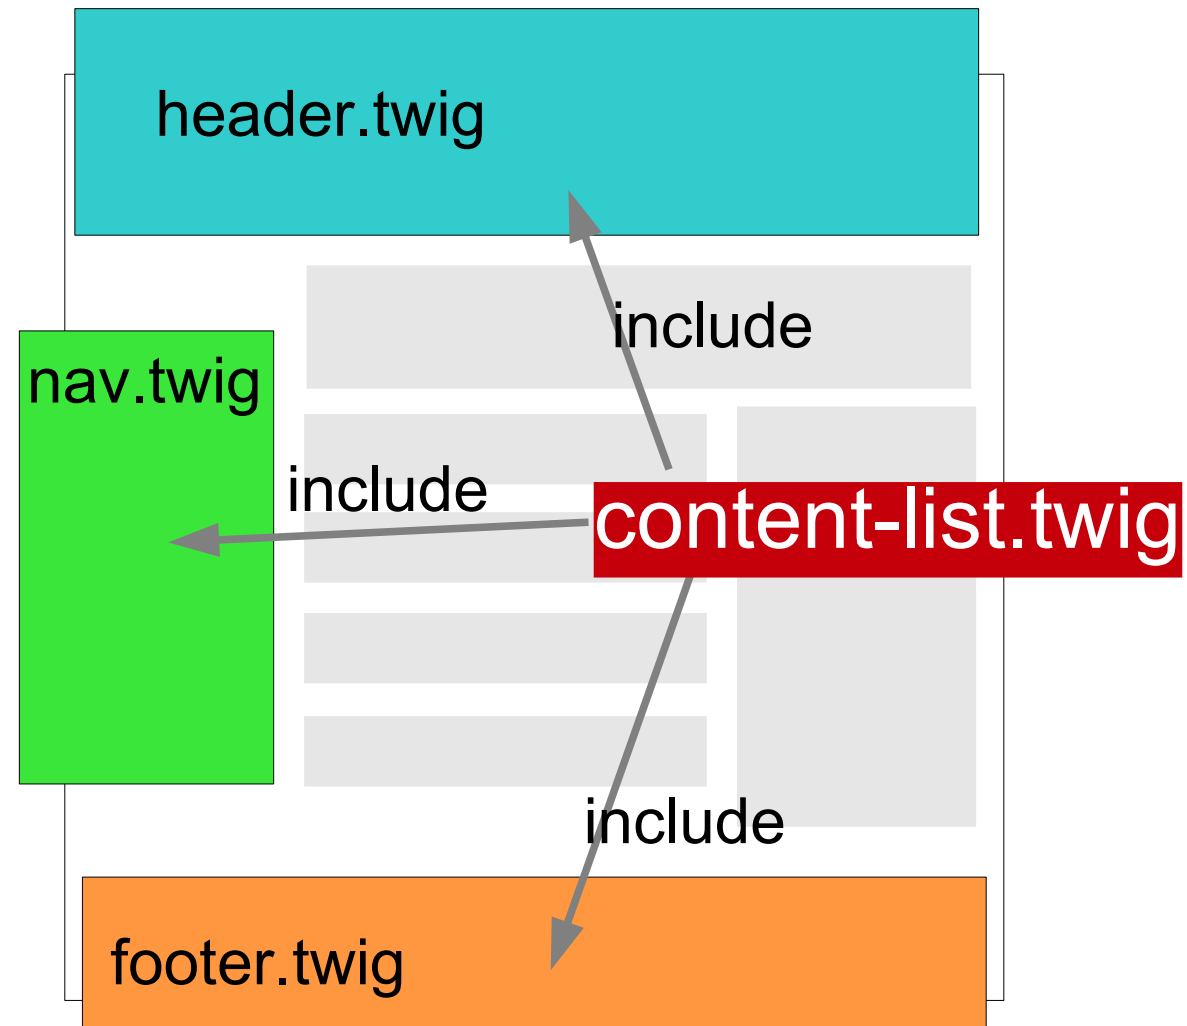 header.twig
include
nav.twig
include
content-list.twig
include
footer.twig